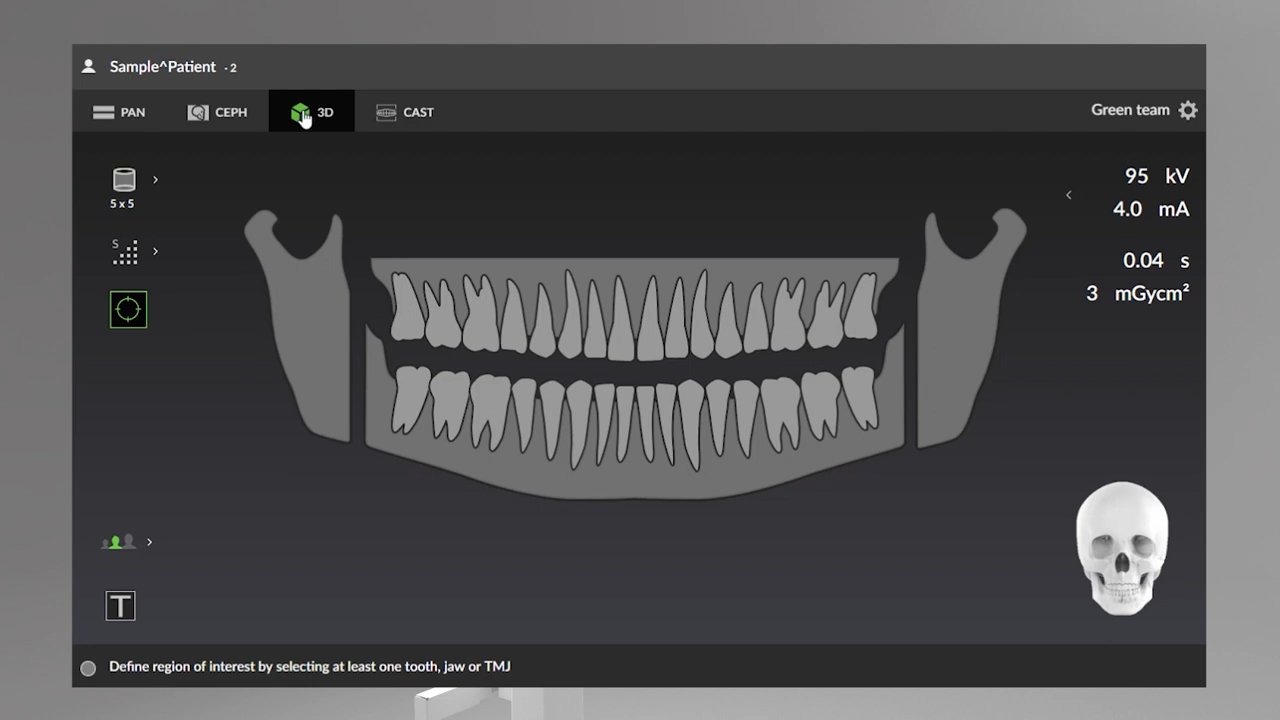 Sample^Patient - 2
PAN
CEPH
3D
CAST
Green team
5 x 5
S
95 kV
4.0 mA
0.04 s
3 mGycm²
T
Define region of interest by selecting at least one tooth, jaw or TMJ